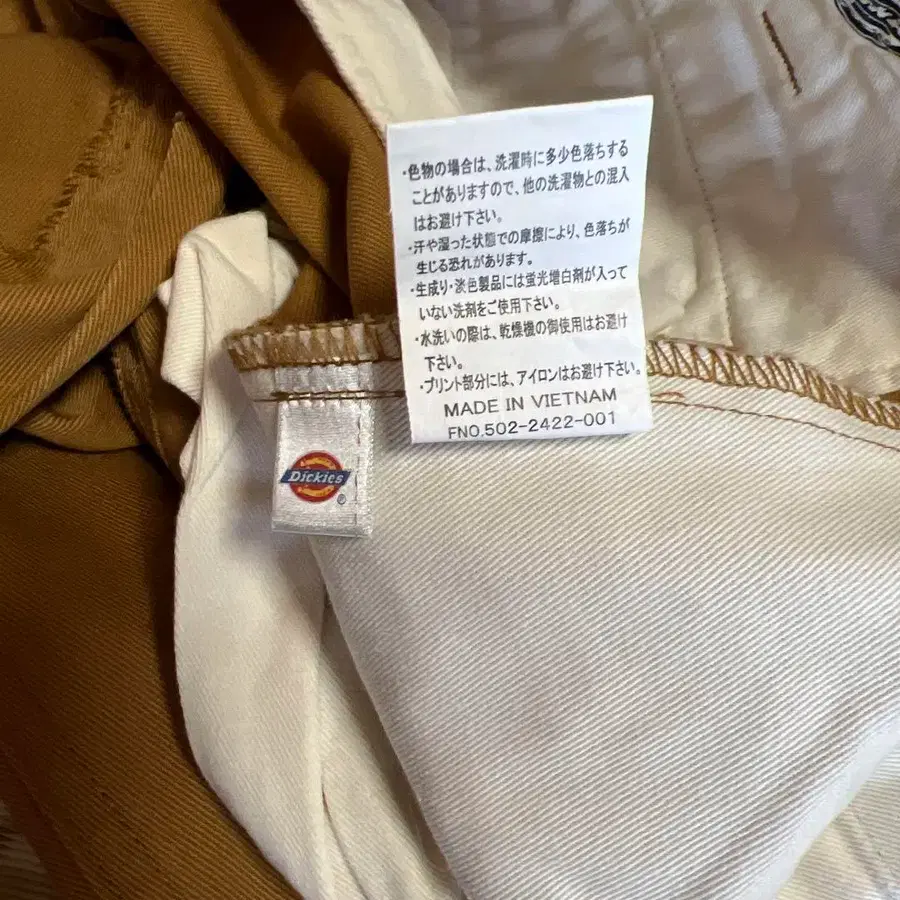 ・色物の場合は、洗濯時に多少色落ちする
ことがありますので、他の洗濯物との混入
はお避け下さい。
・汗や湿った状態での摩擦により、色落ちが
生じる恐れがあります。
・生成り・淡色製品には蛍光増白剤が入って
いない洗剤をご使用下さい。
・水洗いの際は、乾燥機の御使用はお避け
下さい。
・プリント部分には、アイロンはお避け下さい。
MADE IN VIETNAM
FNO.502-2422-001
Dickies
®